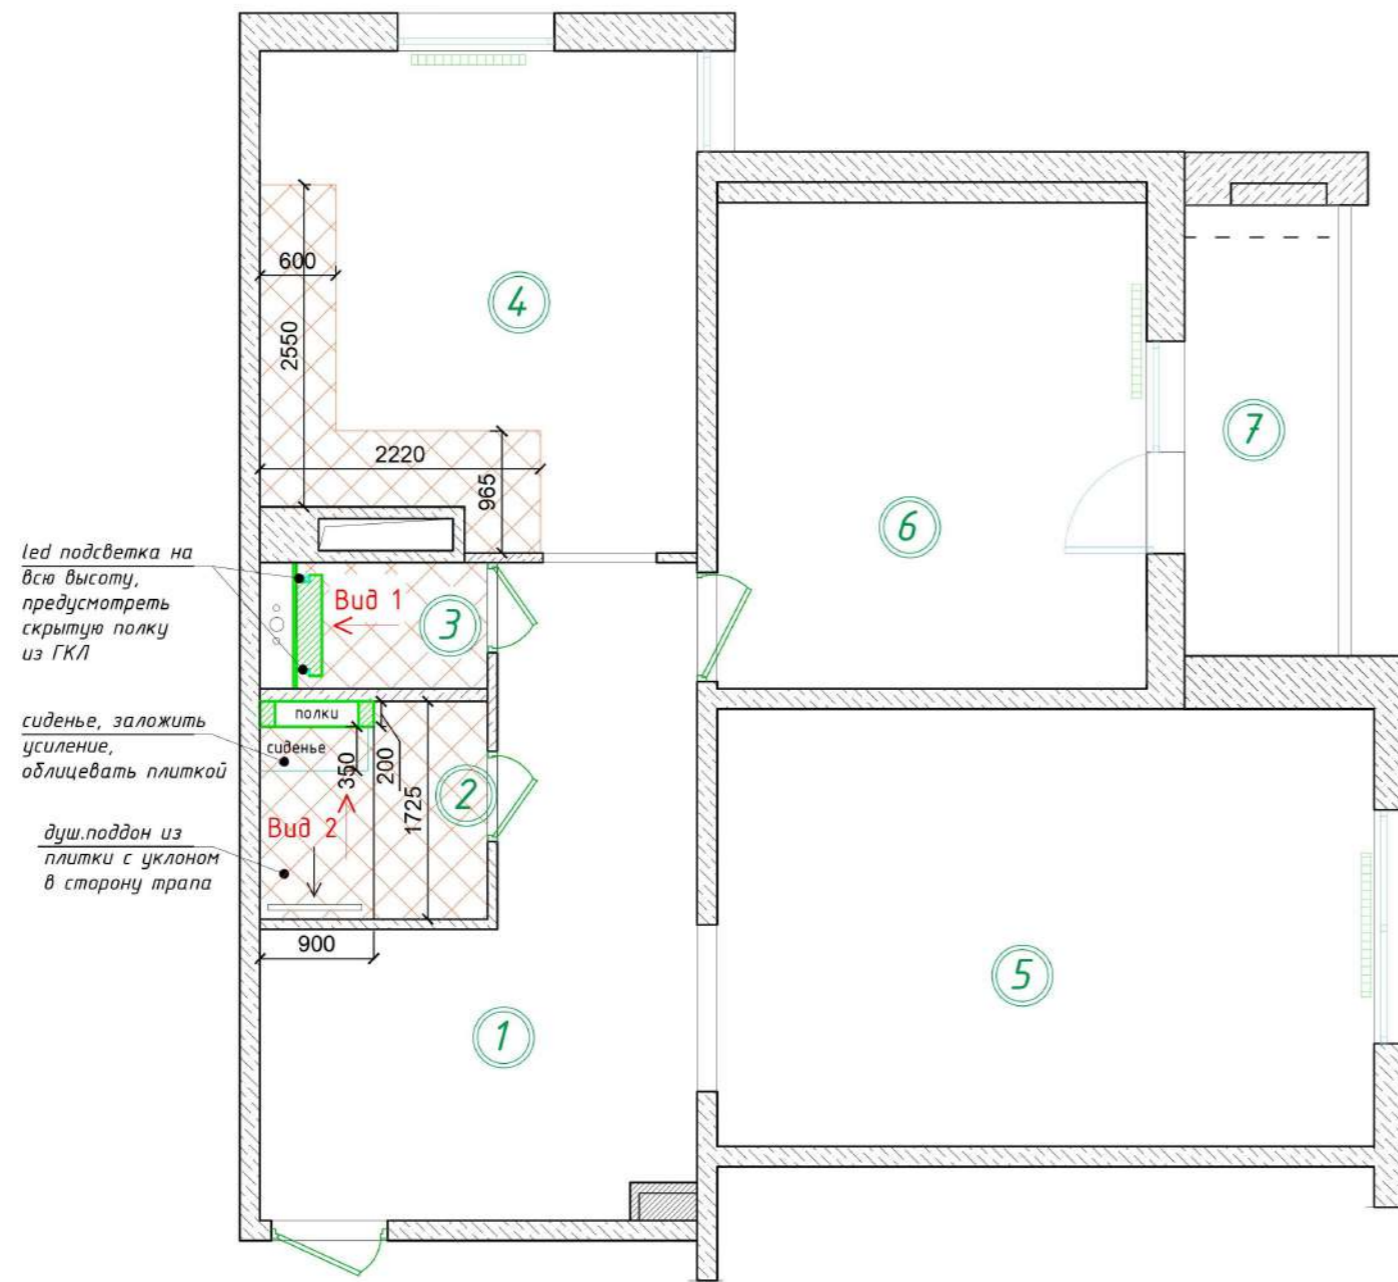 4
600
2550
7
2220
965
6
led подсветка на
всю высоту,
предусмотреть
скрытую полку
из ГКЛ
Вид 1
3
полки
сиденье, заложить
усиление,
облицевать плиткой
сиденье
350
200
1725
2
Вид 2
душ.поддон из
плитки с уклоном
в сторону трапа
900
5
1